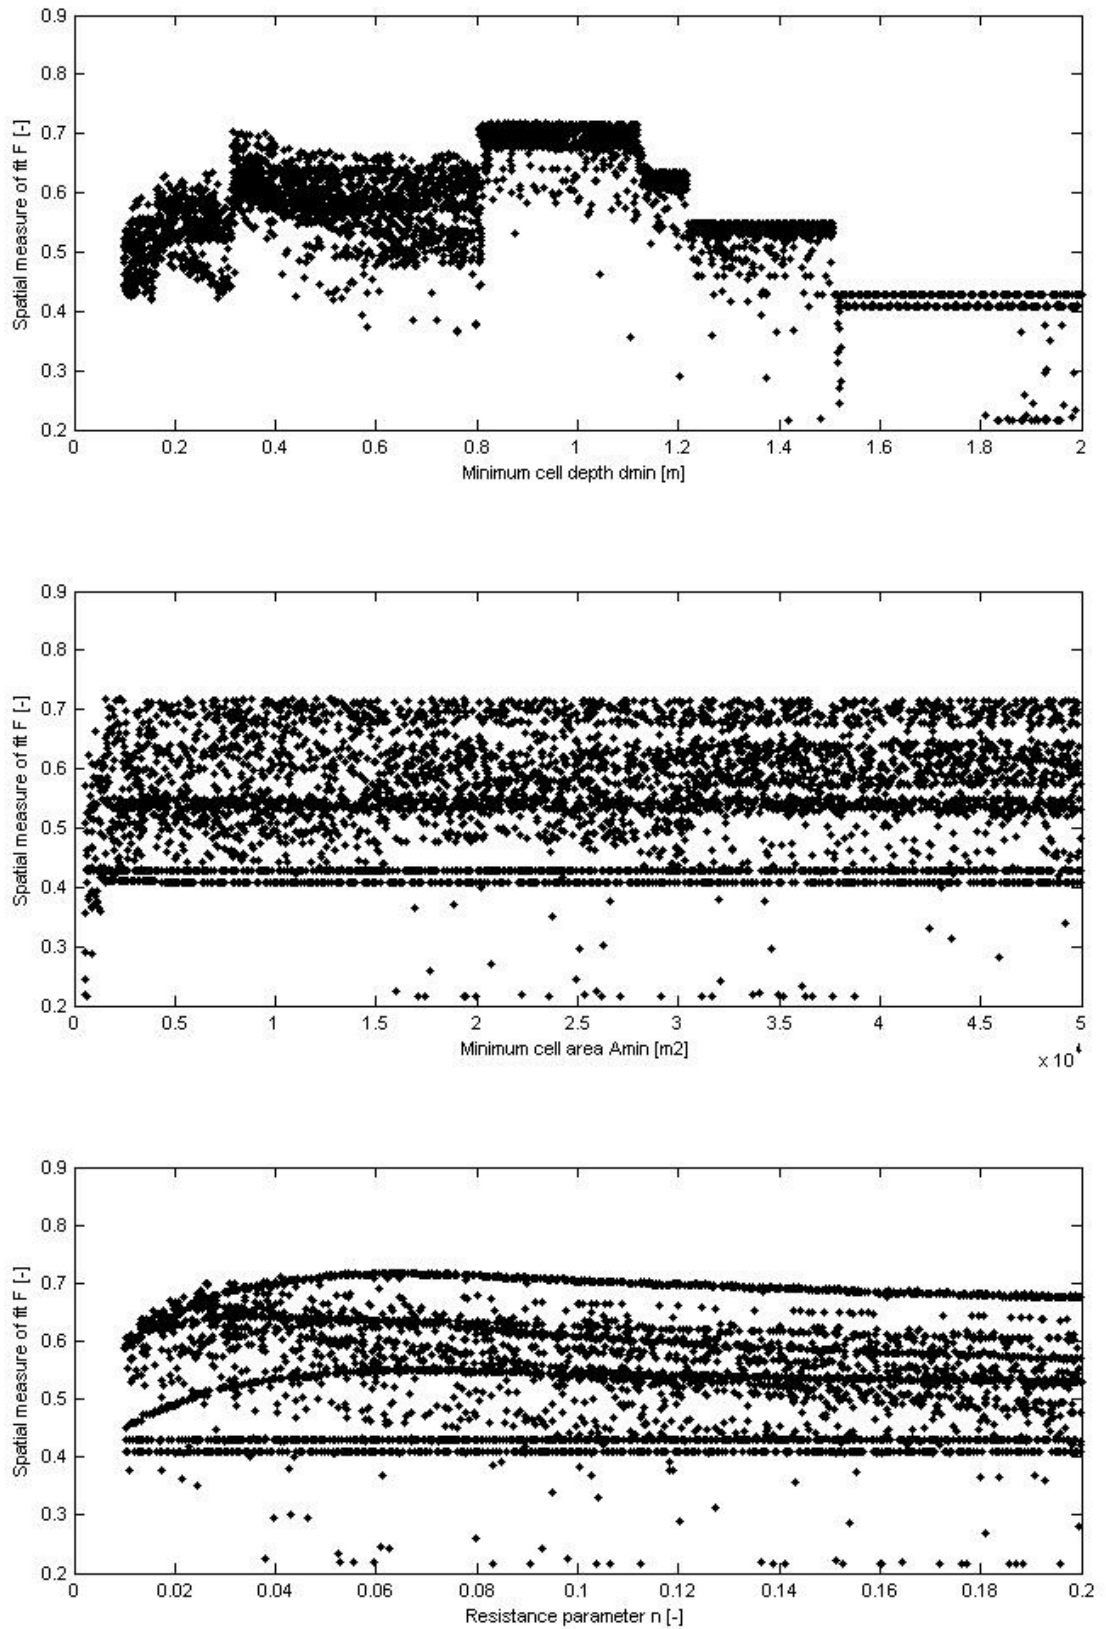 0.9
0.8
0.7
0.6
0.5
0.4
0.3
0.2
Spatial measure of fit F [-]
0 0.2 0.4 0.6 0.8 1 1.2 1.4 1.6 1.8 2
Minimum cell depth dmin [m]
0.9
0.8
0.7
0.6
0.5
0.4
0.3
0.2
Spatial measure of fit F [-]
0 0.5 1 1.5 2 2.5 3 3.5 4 4.5 5
Minimum cell area Amin [m2]
x 10⁴
0.9
0.8
0.7
0.6
0.5
0.4
0.3
0.2
Spatial measure of fit F [-]
0 0.02 0.04 0.06 0.08 0.1 0.12 0.14 0.16 0.18 0.2
Resistance parameter n [-]